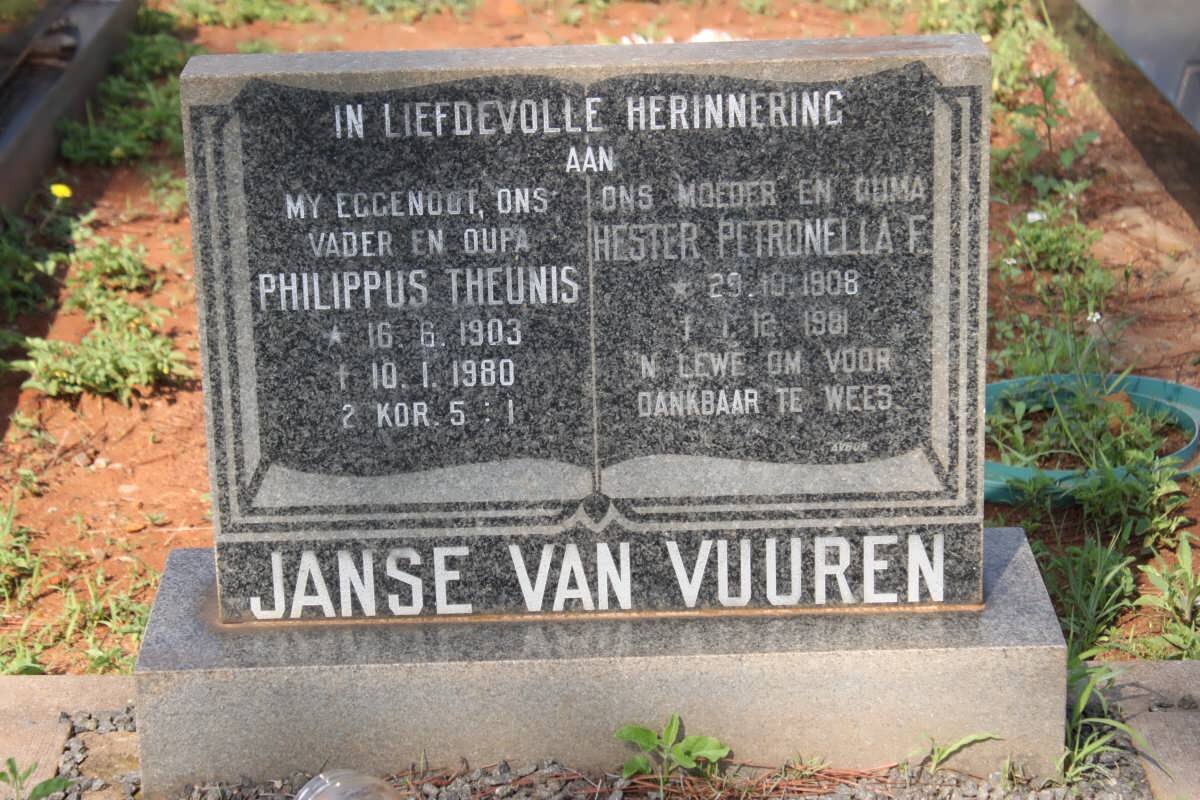 IN LIEFDEVOLLE HERINNERING
AAN
MY EGGENOOT, ONS
VADER EN OUPA
PHILIPPUS THEUNIS
* 16. 6. 1903
† 10. 1. 1980
2 KOR. 5 : 1
ONS MOEDER EN OUMA
HESTER PETRONELLA F.
* 29. 10. 1908
† 1. 12. 1981
'N LEWE OM VOOR
DANKBAAR TE WEES.
JANSE VAN VUUREN